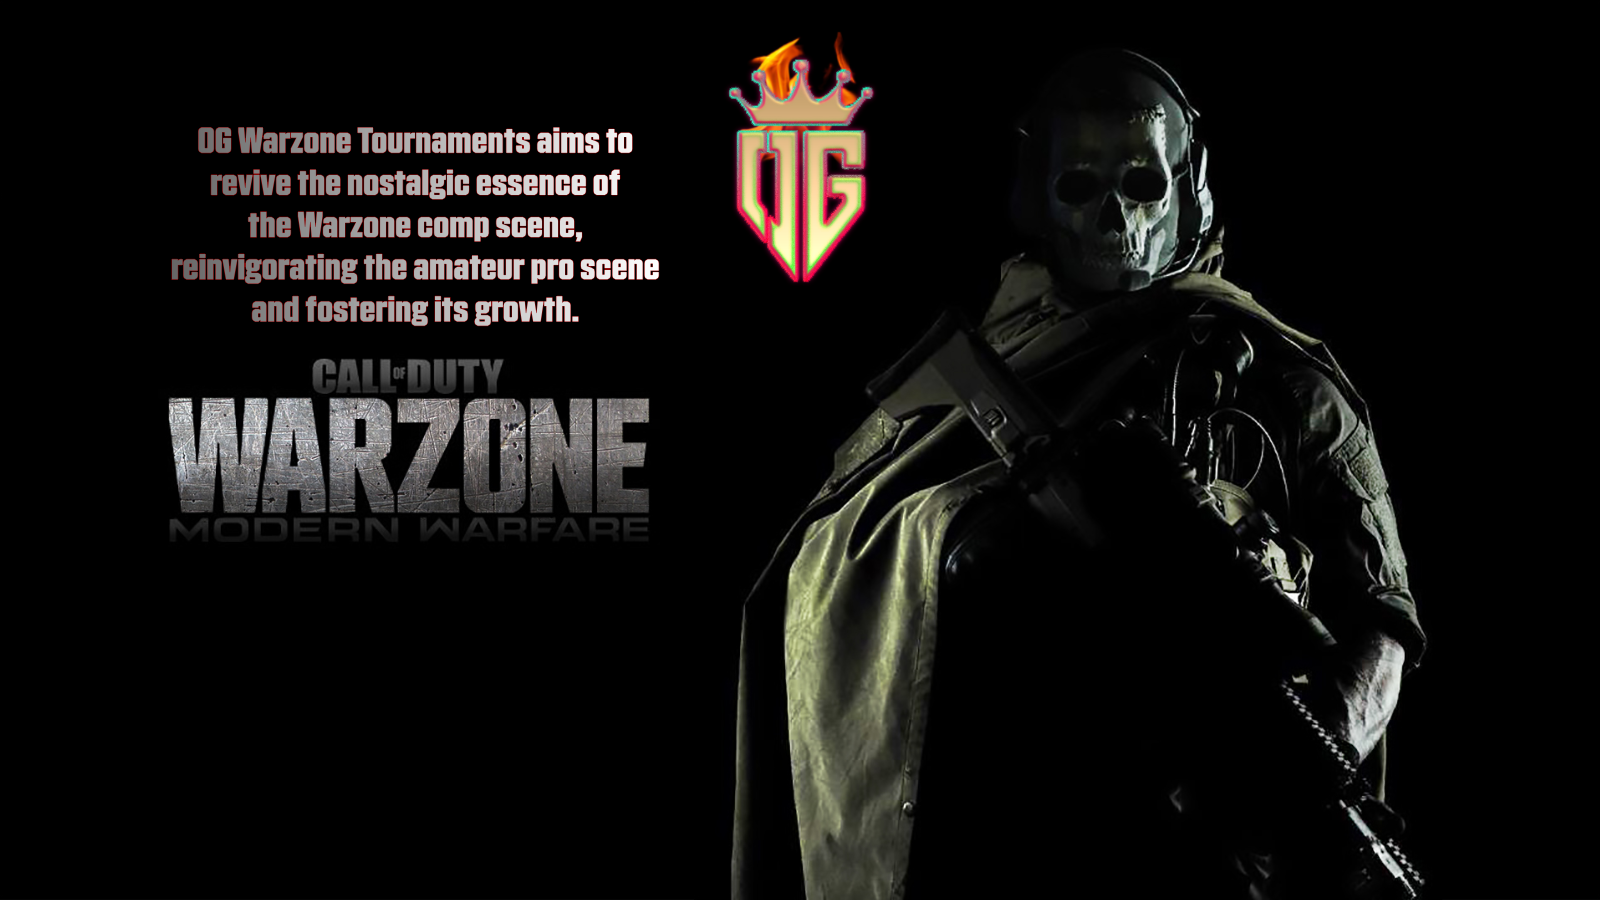 OG Warzone Tournaments aims to
revive the nostalgic essence of
the Warzone comp scene,
reinvigorating the amateur pro scene
and fostering its growth.
OG
CALL OF DUTY
WARZONE
MODERN WARFARE